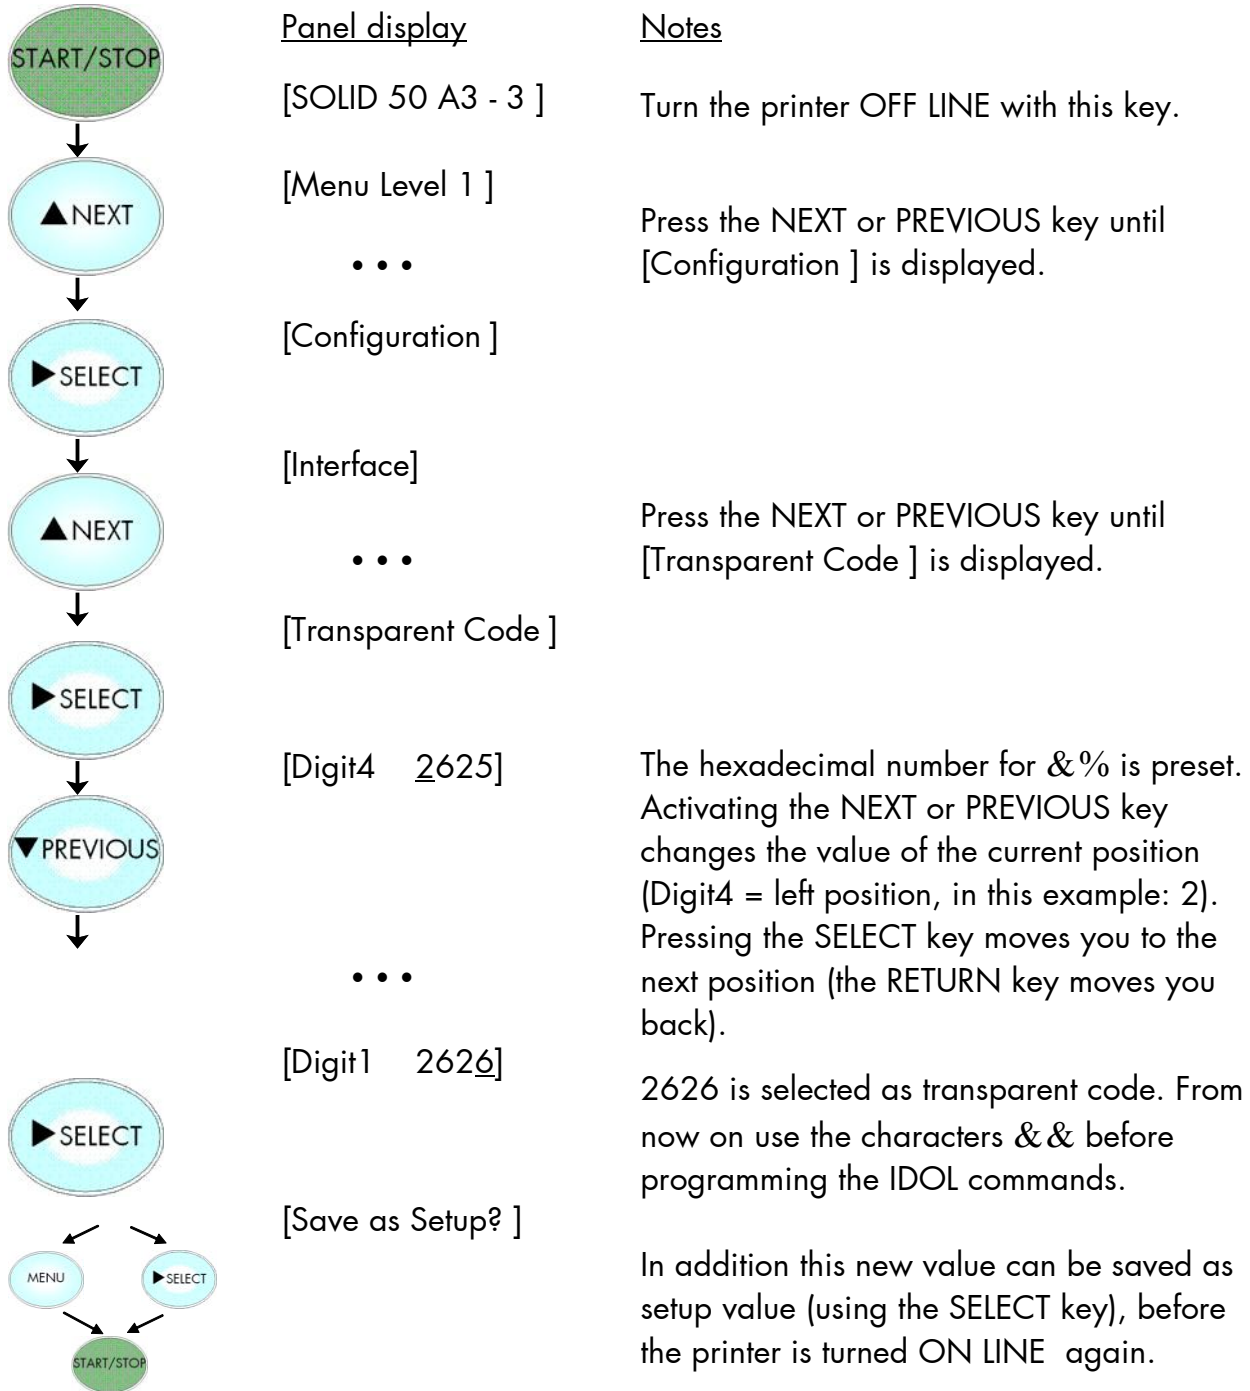 Panel display
Notes
START/STOP
[SOLID 50 A3 - 3 ]
Turn the printer OFF LINE with this key.
▲NEXT
[Menu Level 1 ]
Press the NEXT or PREVIOUS key until
[Configuration ] is displayed.
• • •
▶SELECT
[Configuration ]
▲NEXT
[Interface]
Press the NEXT or PREVIOUS key until
[Transparent Code ] is displayed.
• • •
[Transparent Code ]
▶SELECT
[Digit4 2625]
▼PREVIOUS
The hexadecimal number for &% is preset.
Activating the NEXT or PREVIOUS key
changes the value of the current position
(Digit4 = left position, in this example: 2).
Pressing the SELECT key moves you to the
next position (the RETURN key moves you
back).
• • •
[Digit1 2626]
▶SELECT
2626 is selected as transparent code. From
now on use the characters && before
programming the IDOL commands.
[Save as Setup? ]
MENU
▶SELECT
In addition this new value can be saved as
setup value (using the SELECT key), before
the printer is turned ON LINE again.
START/STOP